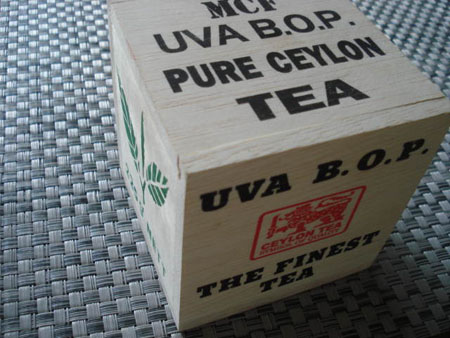 MCF
UVA B.O.P.
PURE CEYLON
TEA
UVA B.O.P.
CEYLON TEA
THE FINEST
TEA